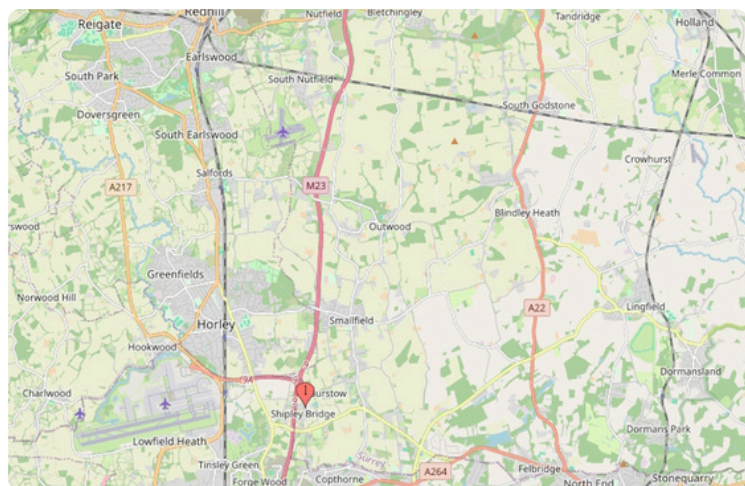 Nutfield
Bletchingley
Tandridge
Redhill
Holland
Reigate
Earlswood
Merle Common
South Park
South Nutfield
South Godstone
Doversgreen
South Earlswood
Crowhurst
Salfords
A217
M23
Blindley Heath
Outwood
Greenfields
Norwood Hill
A22
Lingfield
Smallfield
Horley
Hookwood
Dormansland
Charlwood
Shipley Bridge
Dormans Park
Lowfield Heath
Surrey
Tinsley Green
A264
Felbridge
Forge Wood
Copthorne
North End
Stonequarry